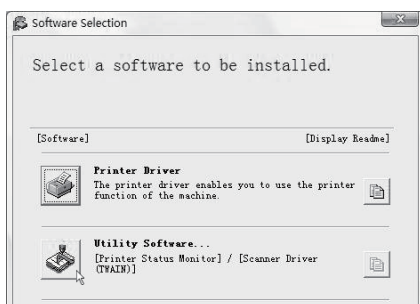 Software Selection
Select a software to be installed.
[Software] [Display Readme]
Printer Driver
The printer driver enables you to use the printer
function of the machine.
Utility Software...
[Printer Status Monitor] / [Scanner Driver
(TWAIN)]